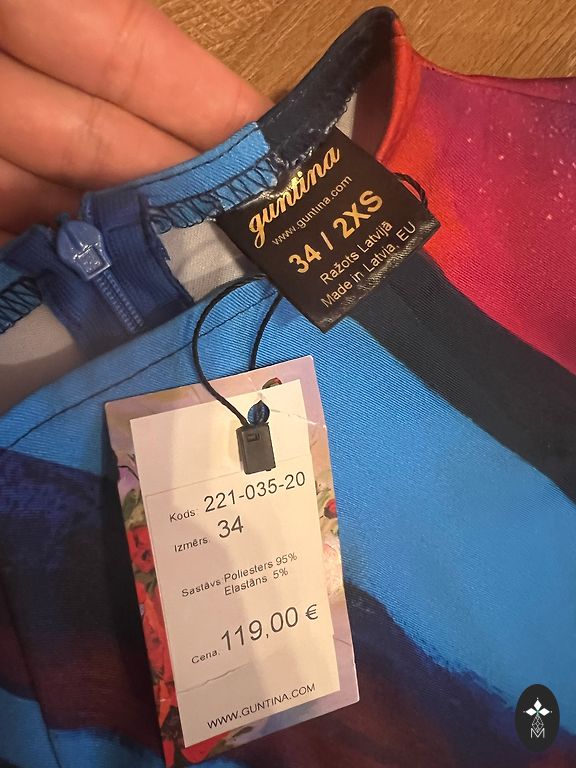 guntina
www.guntina.com
34 / 2XS
Ražots Latvijā
Made in Latvia, EU
Kods: 221-035-20
Izmērs: 34
Sastāvs: Poliesters 95%
Elastāns 5%
Cena: 119,00 €
WWW.GUNTINA.COM
M